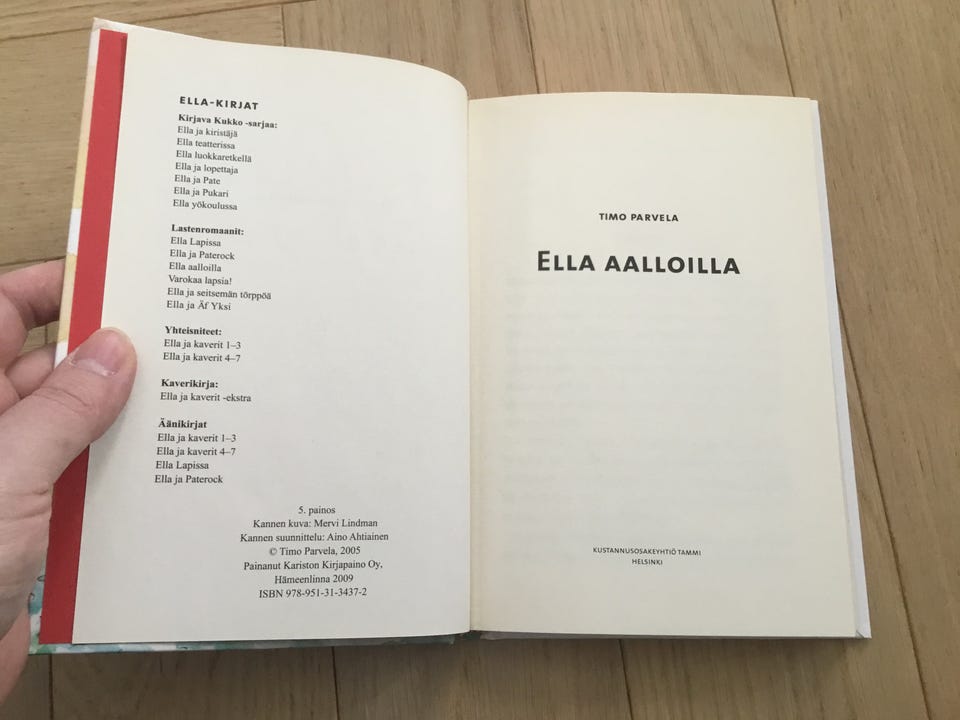 ELLA-KIRJAT
Kirjava Kukko -sarjaa:
Ella ja kiristäjä
Ella teatterissa
Ella luokkaretkellä
Ella ja lopettaja
Ella ja Pate
Ella ja Pukari
Ella yökoulussa
Lastenromaanit:
Ella Lapissa
Ella ja Paterock
Ella aalloilla
Varokaa lapsia!
Ella ja seitsemän törppöä
Ella ja Äf Yksi
Yhteisniteet:
Ella ja kaverit 1–3
Ella ja kaverit 4–7
Kaverikirja:
Ella ja kaverit -ekstra
Äänikirjat
Ella ja kaverit 1–3
Ella ja kaverit 4–7
Ella Lapissa
Ella ja Paterock
5. painos
Kannen kuva: Mervi Lindman
Kannen suunnittelu: Aino Ahtiainen
© Timo Parvela, 2005
Painanut Kariston Kirjapaino Oy,
Hämeenlinna 2009
ISBN 978-951-31-3437-2
TIMO PARVELA
ELLA AALLOILLA
KUSTANNUSOSAKEYHTIÖ TAMMI
HELSINKI